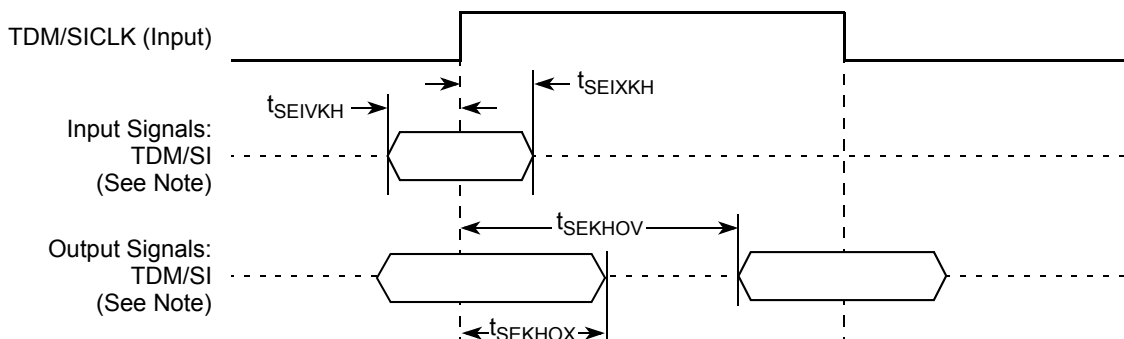 TDM/SICLK (Input)
tSEIXKH
tSEIVKH
Input Signals:
TDM/SI
(See Note)
tSEKHOV
Output Signals:
TDM/SI
(See Note)
tSEKHOX